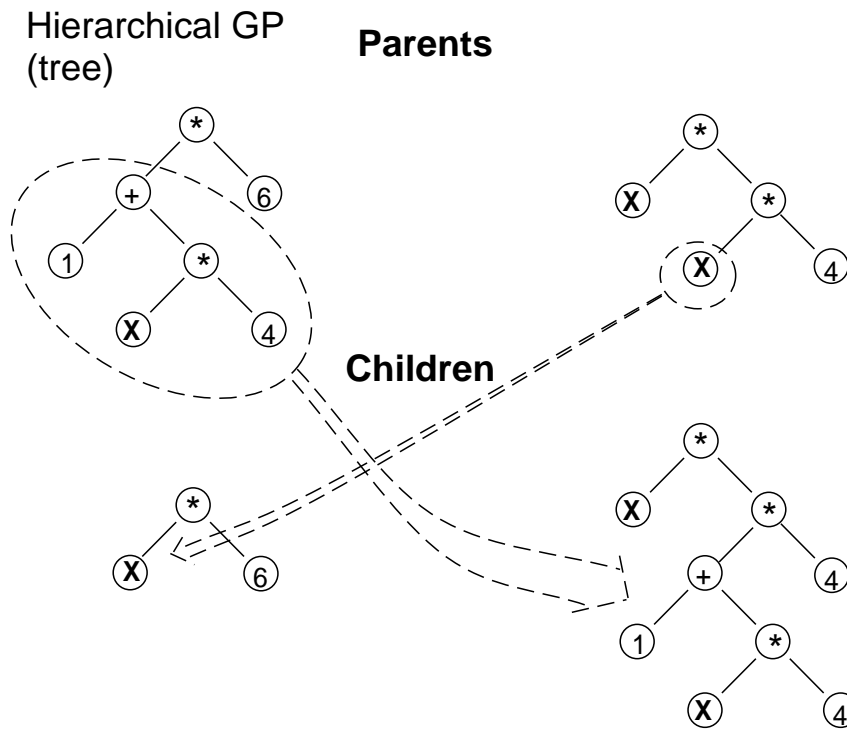 Hierarchical GP
(tree)
Parents
*
*
+
6
X
*
1
*
X
4
X
4
Children
*
*
X
*
X
6
+
4
1
*
X
4